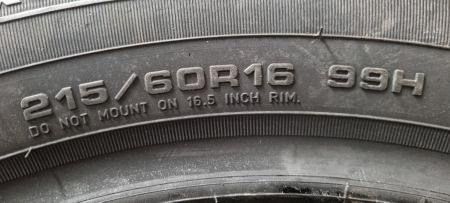 215/60R16 99H
DO NOT MOUNT ON 16.5 INCH RIM.